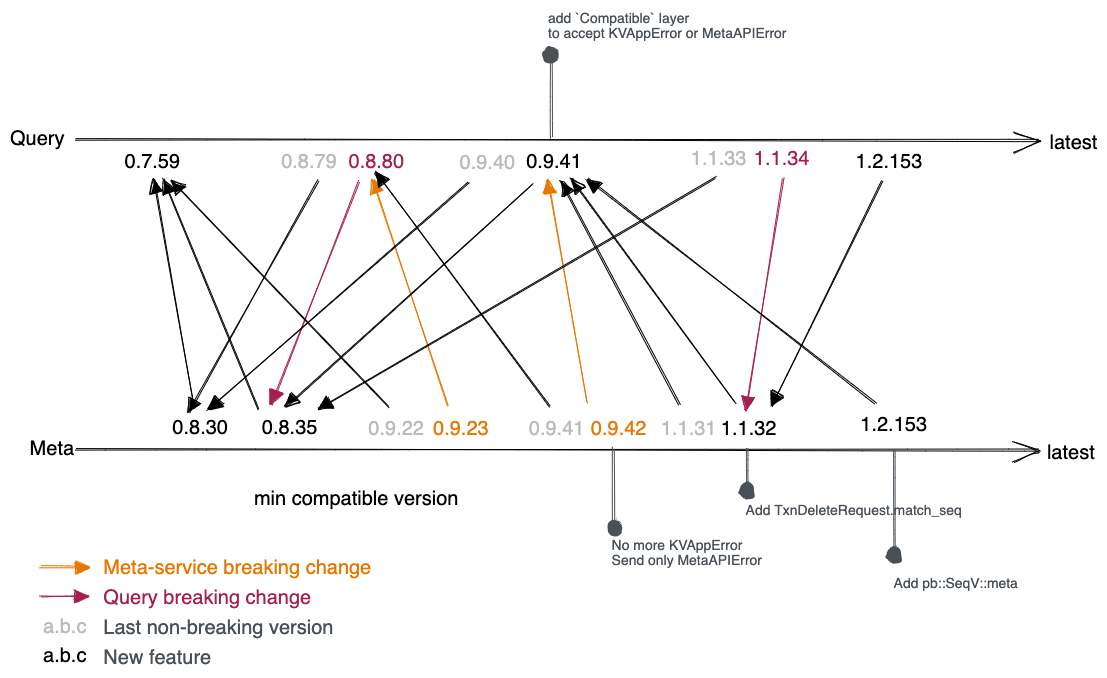 add `Compatible` layer
to accept KVAppError or MetaAPIError
Query
latest
0.7.59 0.8.79 0.8.80 0.9.40 0.9.41 1.1.33 1.1.34 1.2.153
0.8.30 0.8.35 0.9.22 0.9.23 0.9.41 0.9.42 1.1.31 1.1.32 1.2.153
Meta
latest
min compatible version
Add TxnDeleteRequest.match_seq
No more KVAppError
Send only MetaAPIError
Add pb::SeqV::meta
Meta-service breaking change
Query breaking change
a.b.c Last non-breaking version
a.b.c New feature